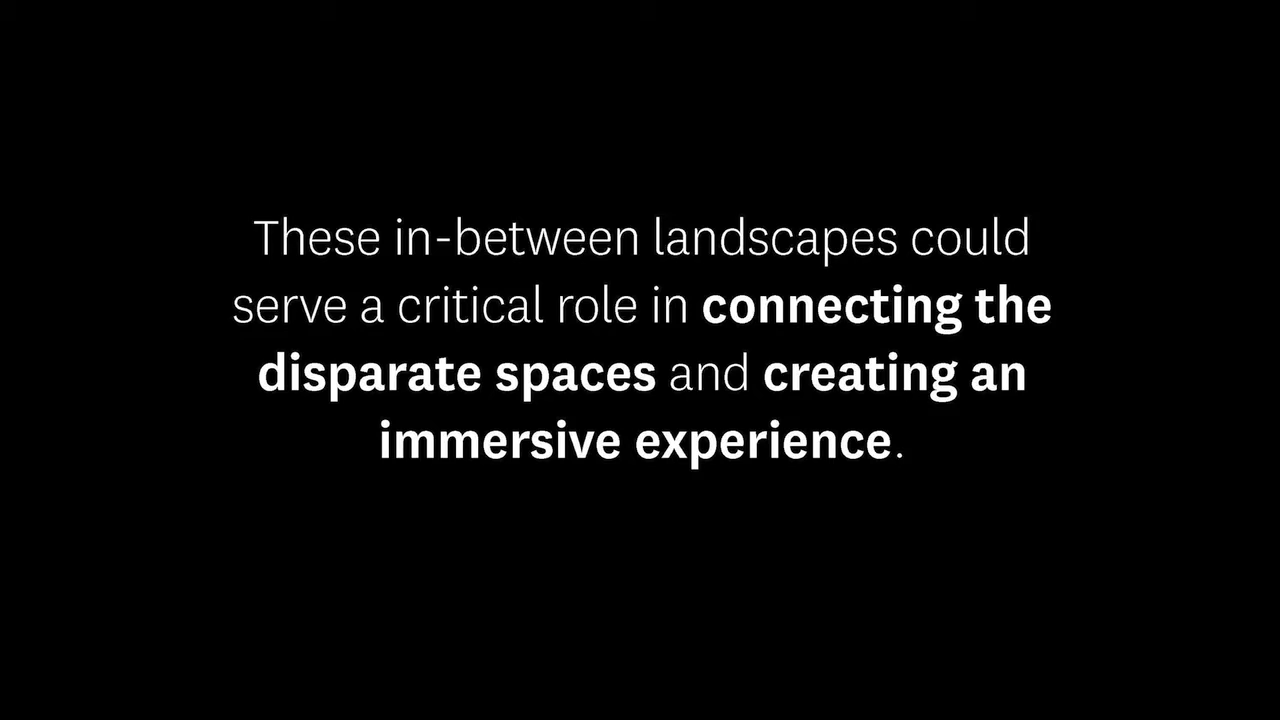 These in-between landscapes could
serve a critical role in connecting the
disparate spaces and creating an
immersive experience.